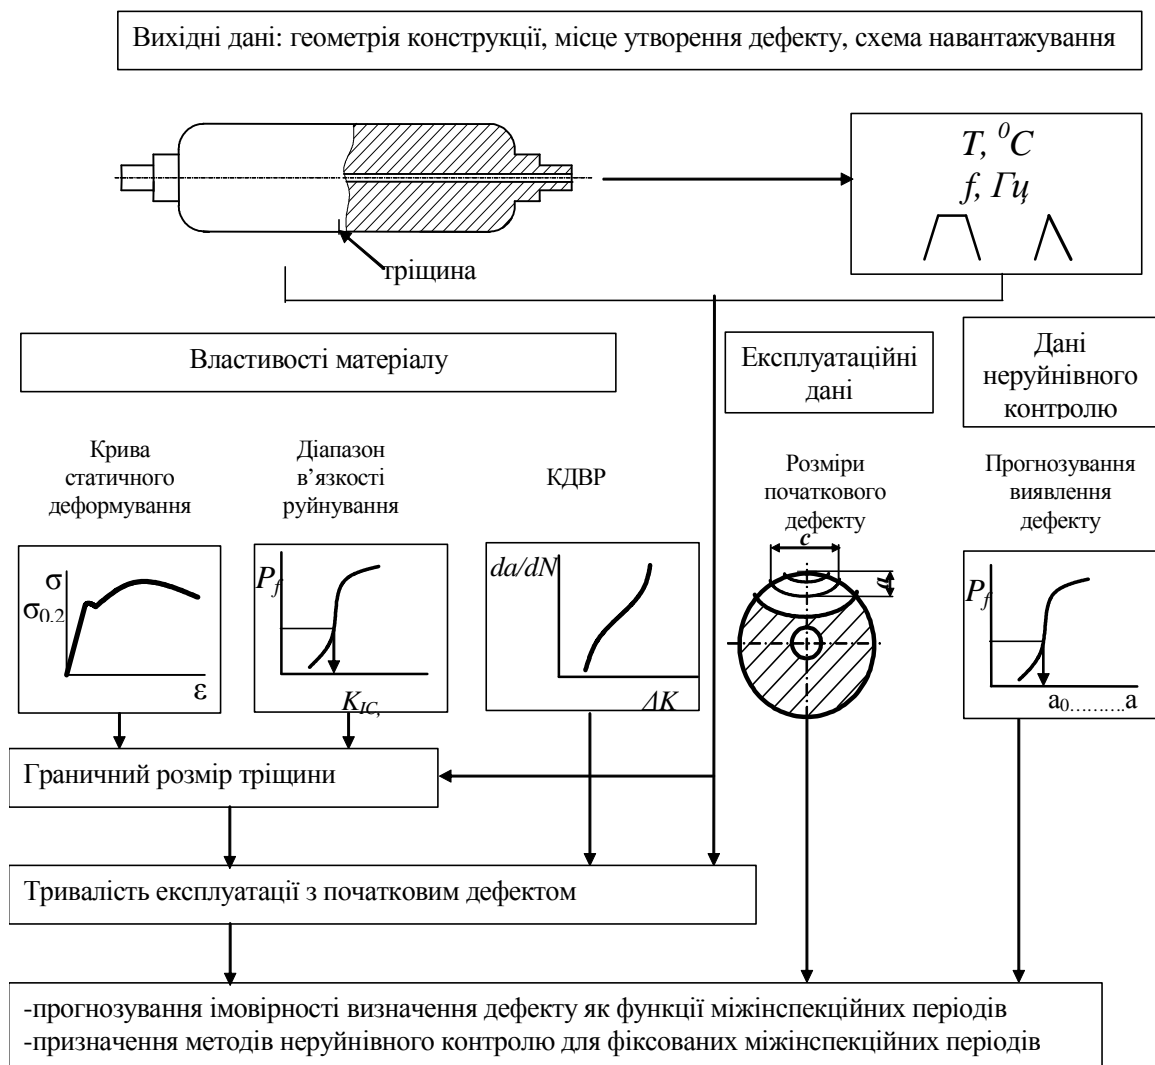 Вихідні дані: геометрія конструкції, місце утворення дефекту, схема навантажування
T, ⁰C
f, Гц
тріщина
Властивості матеріалу
Експлуатаційні
дані
Дані
неруйнівного
контролю
Крива
статичного
деформування
Діапазон
в’язкості
руйнування
КДВР
Розміри
початкового
дефекту
Прогнозування
виявлення
дефекту
σ
σ0.2
ε
Pf
KIC,
da/dN
ΔK
c
a
Pf
a0..........a
Граничний розмір тріщини
Тривалість експлуатації з початковим дефектом
-прогнозування імовірності визначення дефекту як функції міжінспекційних періодів
-призначення методів неруйнівного контролю для фіксованих міжінспекційних періодів